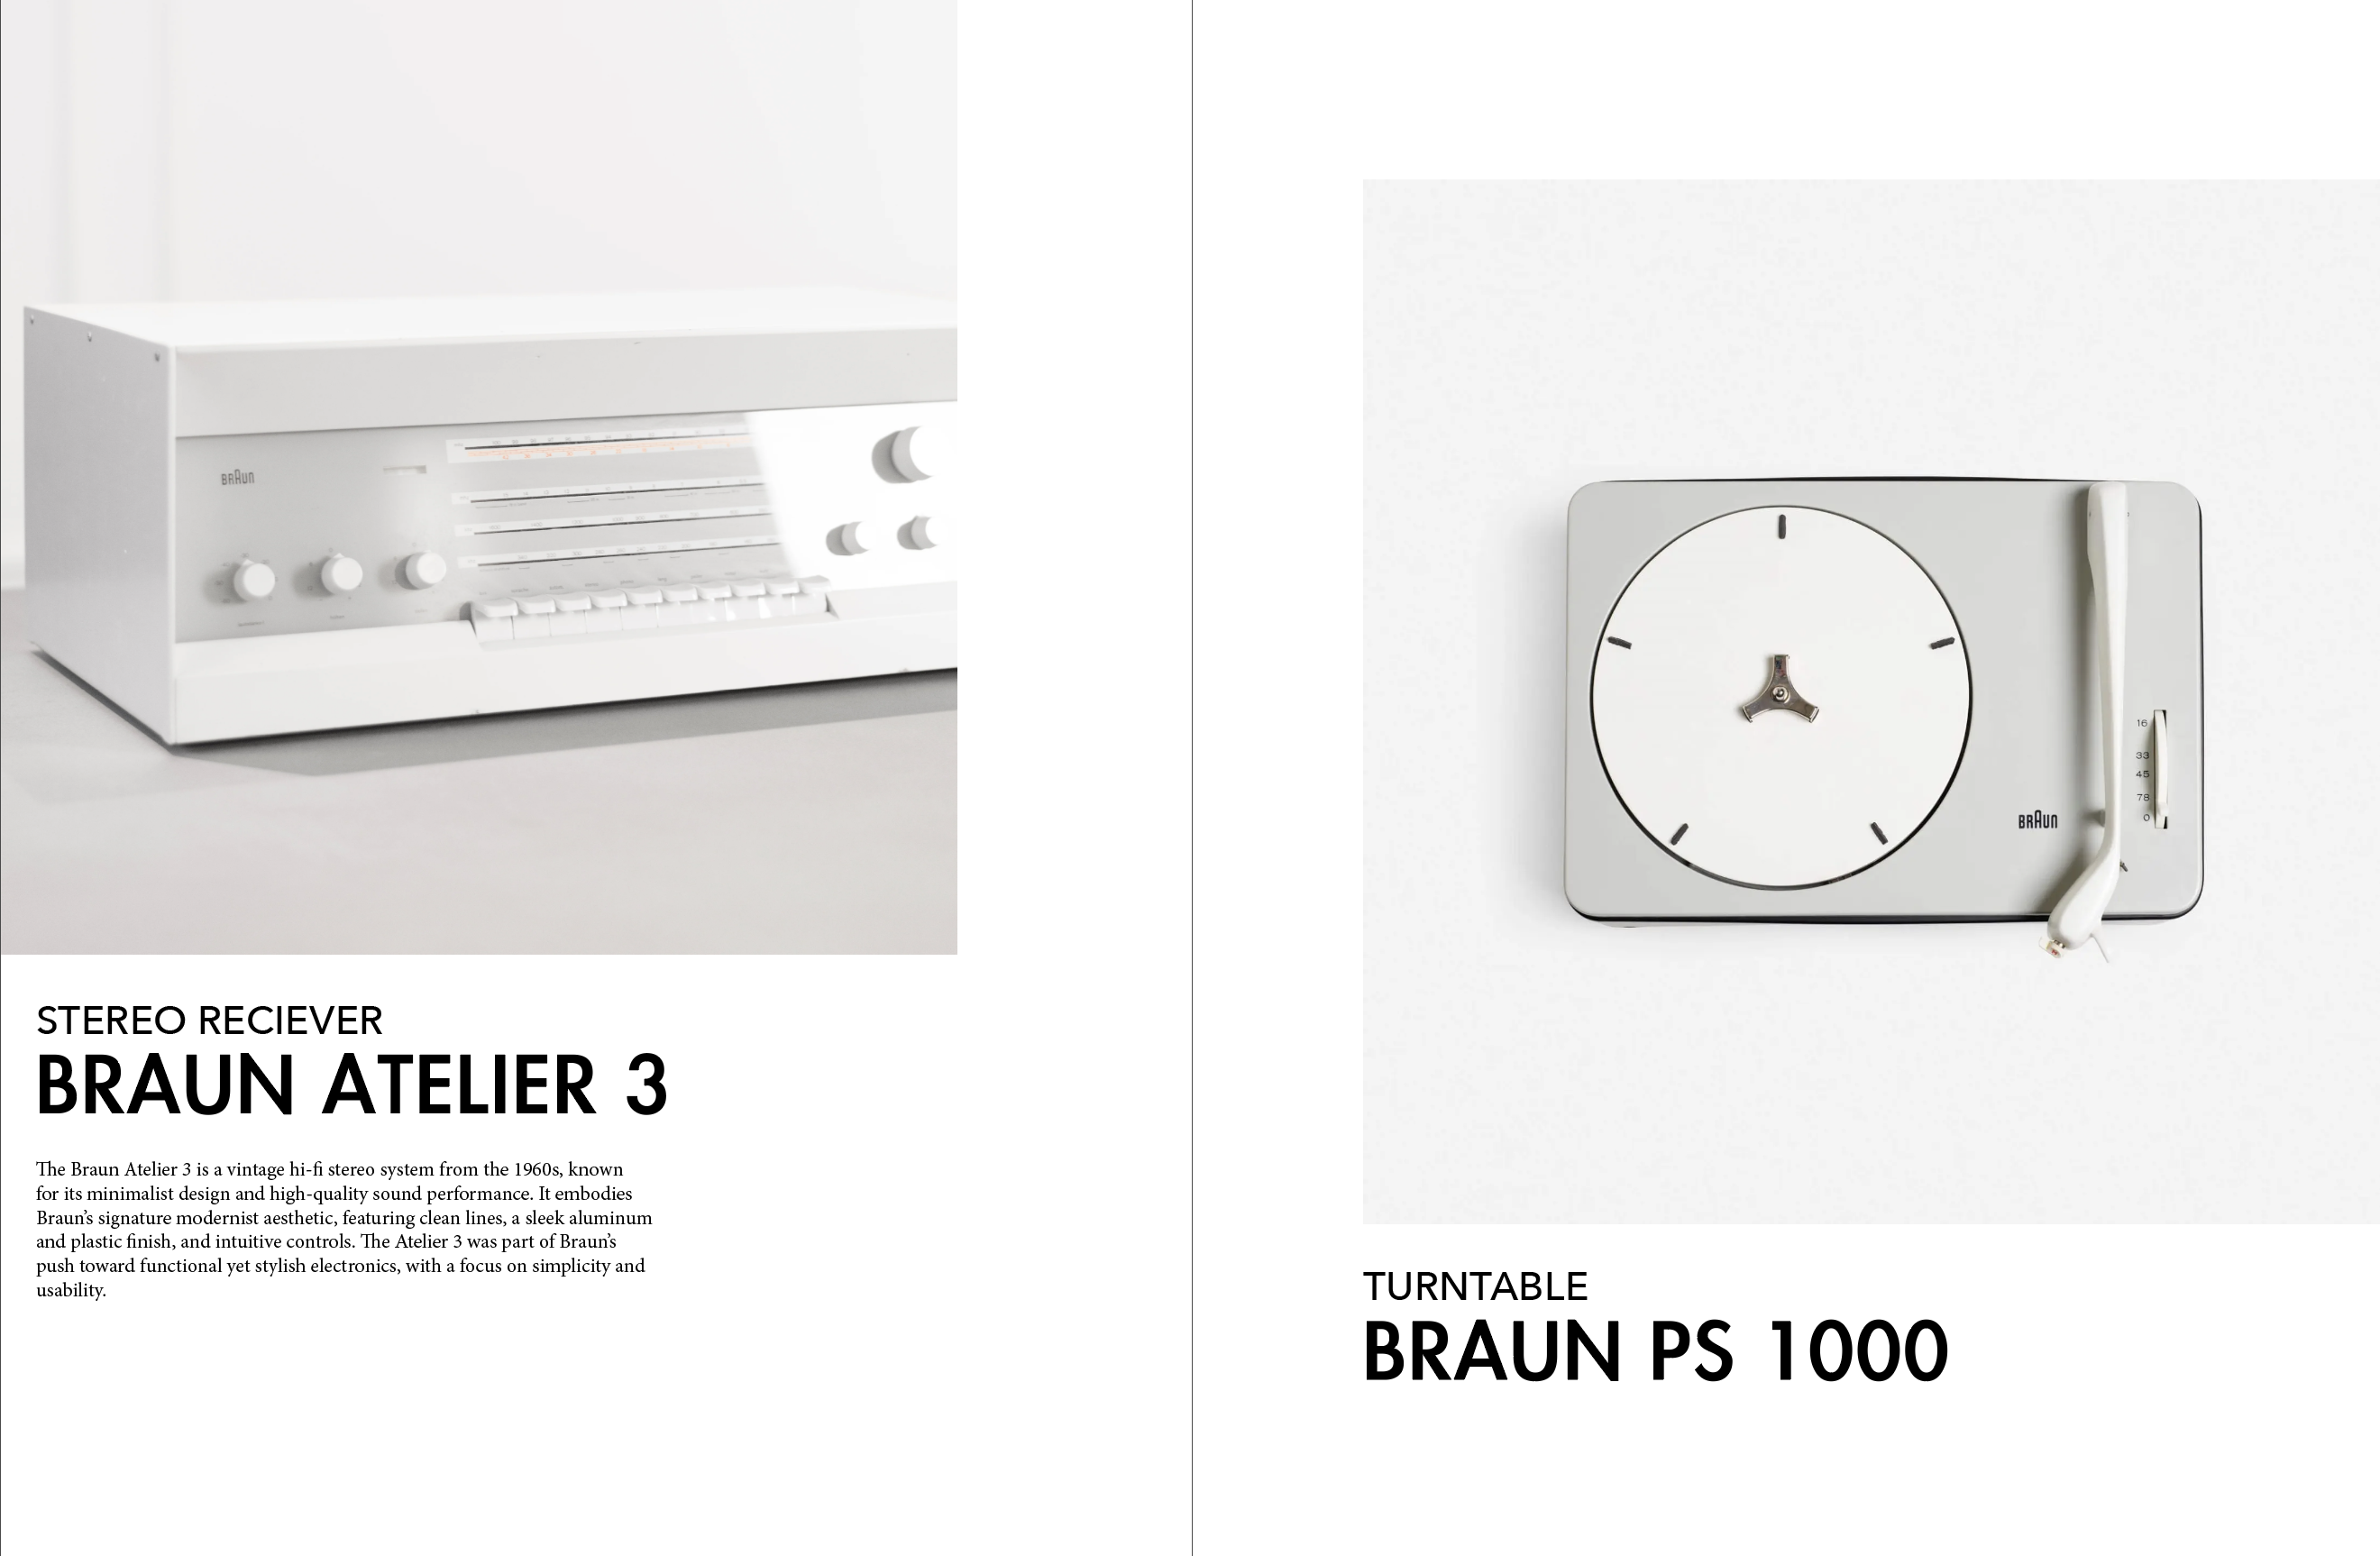 BRAUN
STEREO RECIEVER
BRAUN ATELIER 3
The Braun Atelier 3 is a vintage hi-fi stereo system from the 1960s, known
for its minimalist design and high-quality sound performance. It embodies
Braun’s signature modernist aesthetic, featuring clean lines, a sleek aluminum
and plastic finish, and intuitive controls. The Atelier 3 was part of Braun’s
push toward functional yet stylish electronics, with a focus on simplicity and
usability.
16
33
45
78
0
BRAUN
TURNTABLE
BRAUN PS 1000